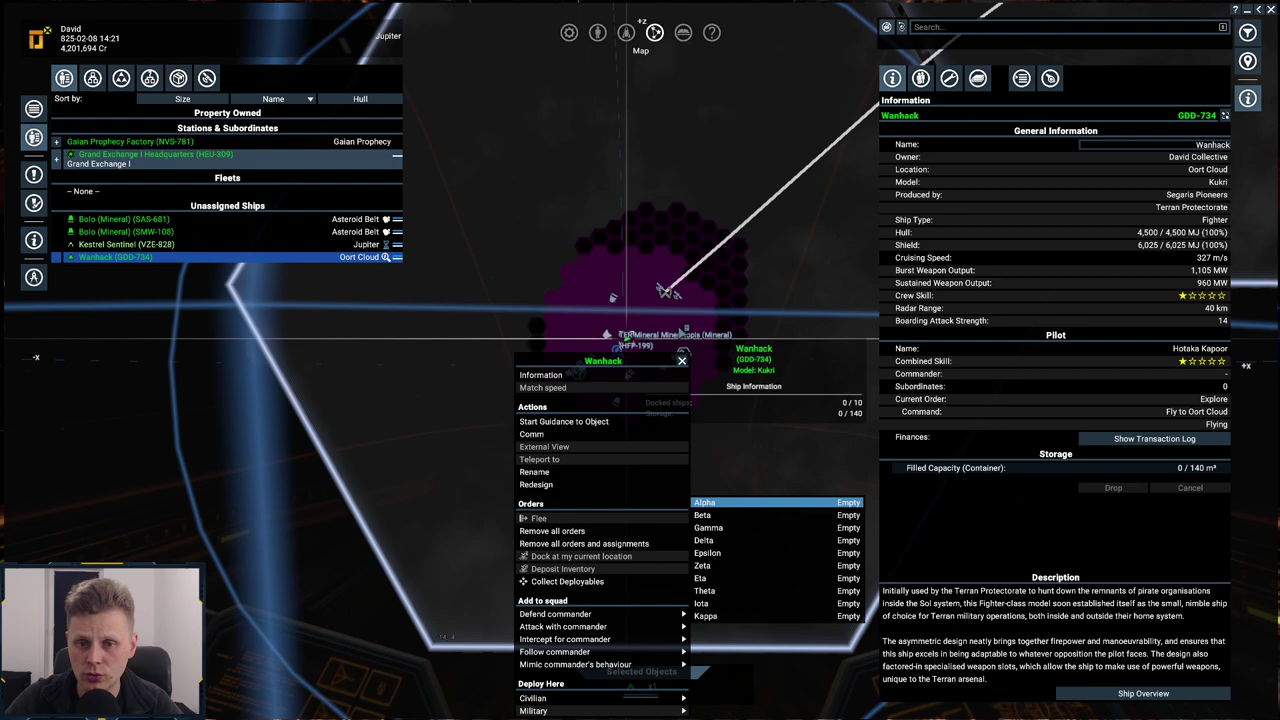 David
825-02-08 14:21
4,201,694 Cr
Jupiter
+z
Map
Search...
Sort by:
Size
Name
Hull
Property Owned
Stations & Subordinates
+ Gaian Prophecy Factory (NVS-781) Gaian Prophecy
+ Grand Exchange I Headquarters (HEU-309)
Grand Exchange I
Fleets
-- None --
Unassigned Ships
Bolo (Mineral) (SAS-681) Asteroid Belt
Bolo (Mineral) (SMW-108) Asteroid Belt
Kestrel Sentinel (VZE-828) Jupiter
Wanhack (GDD-734) Oort Cloud
-x
+x
(HFP-199)
Wanhack
(GDD-734)
Model: Kukri
Ship Information
Docked ships: 0 / 10
Storage: 0 / 140
Wanhack
Information
Match speed
Actions
Start Guidance to Object
Comm
External View
Teleport to
Rename
Redesign
Orders
Flee
Remove all orders
Remove all orders and assignments
Dock at my current location
Deposit Inventory
Collect Deployables
Add to squad
Defend commander
Attack with commander
Intercept for commander
Follow commander
Mimic commander's behaviour
Deploy Here
Civilian
Military
Alpha Empty
Beta Empty
Gamma Empty
Delta Empty
Epsilon Empty
Zeta Empty
Eta Empty
Theta Empty
Iota Empty
Kappa Empty
Selected Objects
x1
Information
Wanhack GDD-734
General Information
Name: Wanhack
Owner: David Collective
Location: Oort Cloud
Model: Kukri
Produced by: Segaris Pioneers
Terran Protectorate
Ship Type: Fighter
Hull: 4,500 / 4,500 MJ (100%)
Shield: 6,025 / 6,025 MJ (100%)
Cruising Speed: 327 m/s
Burst Weapon Output: 1,105 MW
Sustained Weapon Output: 960 MW
Crew Skill: ★☆☆☆☆
Radar Range: 40 km
Boarding Attack Strength: 14
Pilot
Name: Hotaka Kapoor
Combined Skill: ★☆☆☆☆
Commander: -
Subordinates: 0
Current Order: Explore
Command: Fly to Oort Cloud
Flying
Finances: Show Transaction Log
Storage
Filled Capacity (Container): 0 / 140 m³
Drop
Cancel
Description
Initially used by the Terran Protectorate to hunt down the remnants of pirate organisations
inside the Sol system, this Fighter-class model soon established itself as the small, nimble ship
of choice for Terran military operations, both inside and outside their home system.
The asymmetric design neatly brings together firepower and manoeuvrability, and ensures that
this ship excels in being adaptable to whatever opposition the pilot faces. The design also
factored-in specialised weapon slots, which allow the ship to make use of powerful weapons,
unique to the Terran arsenal.
Ship Overview